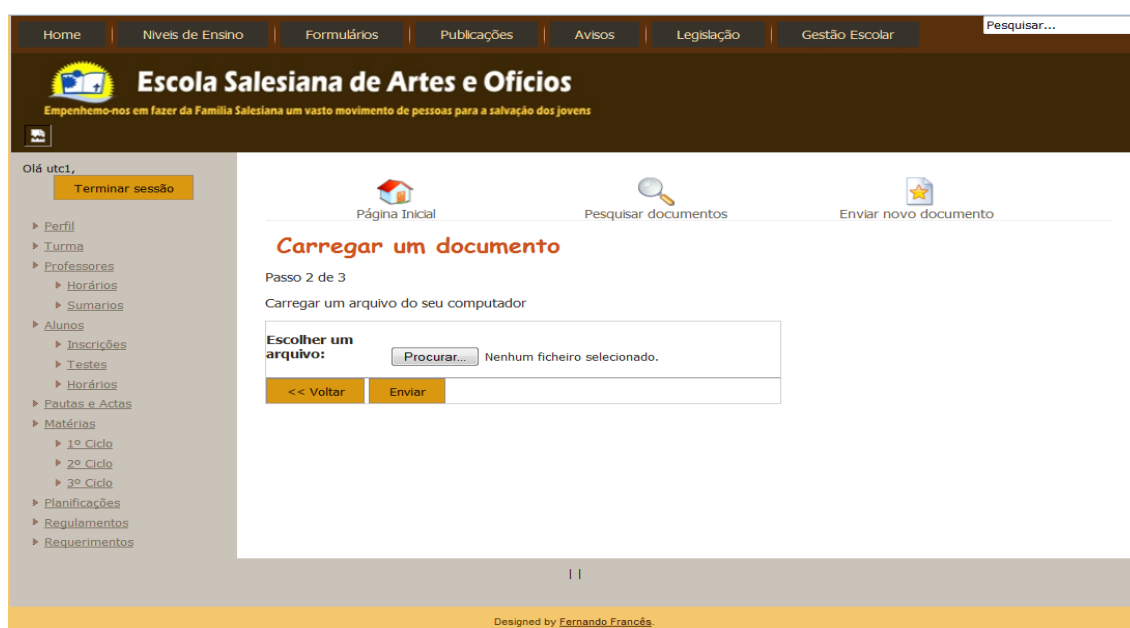 Home Niveis de Ensino Formulários Publicações Avisos Legislação Gestão Escolar Pesquisar...
Escola Salesiana de Artes e Ofícios
Empenhemo-nos em fazer da Familia Salesiana um vasto movimento de pessoas para a salvação dos jovens
Olá utc1,
Terminar sessão
Perfil
Turma
Professores
Horários
Sumarios
Alunos
Inscrições
Testes
Horários
Pautas e Actas
Matérias
1º Ciclo
2º Ciclo
3º Ciclo
Planificações
Regulamentos
Requerimentos
Página Inicial Pesquisar documentos Enviar novo documento
Carregar um documento
Passo 2 de 3
Carregar um arquivo do seu computador
Escolher um
arquivo: Procurar... Nenhum ficheiro selecionado.
<< Voltar Enviar
| |
Designed by Fernando Francês.